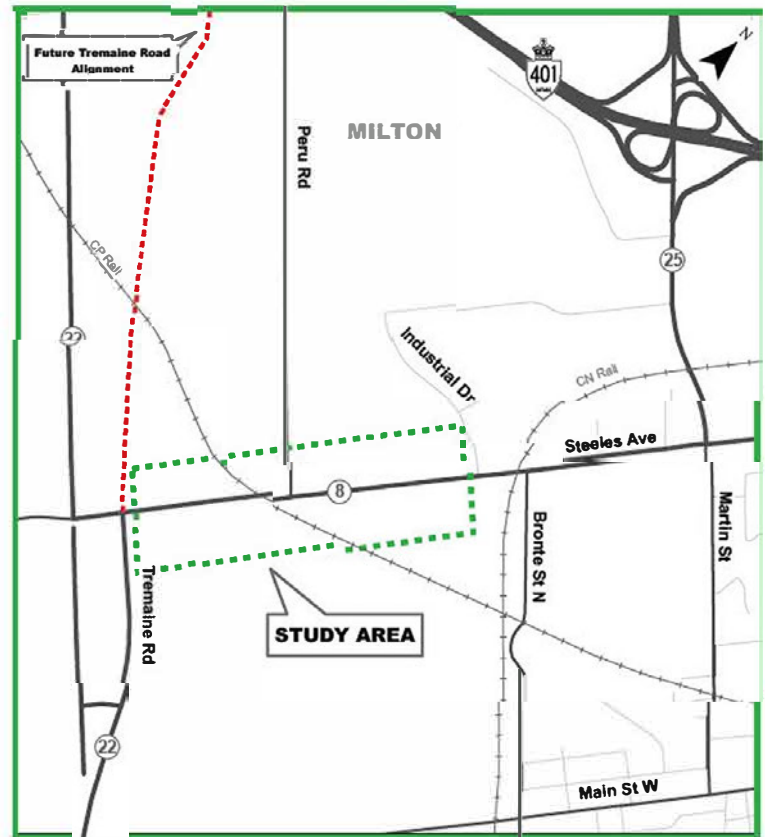 Future Tremaine Road
Alignment
Peru Rd
MILTON
401
N
CP Rail
25
22
Industrial Dr
CN Rail
Steeles Ave
8
Bronte St N
Martin St
Tremaine Rd
STUDY AREA
22
Main St W